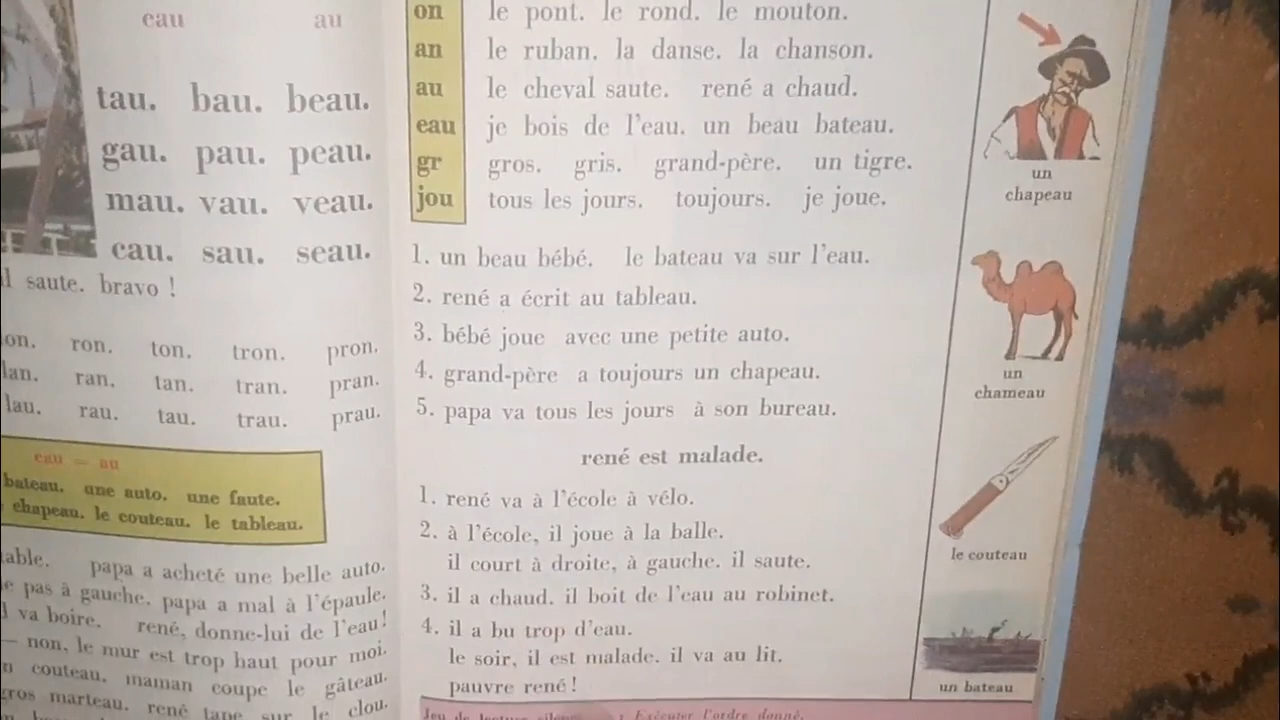 eau au
tau. bau. beau.
gau. pau. peau.
mau. vau. veau.
cau. sau. seau.
saute. bravo !
ron. ton. tron. pron.
ran. tan. tran. pran.
rau. tau. trau. prau.
eau = au
bateau. une auto. une faute.
chapeau. le couteau. le tableau.
papa a acheté une belle auto.
pas à gauche. papa a mal à l'épaule.
va boire. rené, donne-lui de l'eau!
— non, le mur est trop haut pour moi.
couteau. maman coupe le gâteau.
gros marteau. rené tape sur le clou.
on le pont. le rond. le mouton.
an le ruban. la danse. la chanson.
au le cheval saute. rené a chaud.
eau je bois de l'eau. un beau bateau.
gr gros. gris. grand-père. un tigre.
jou tous les jours. toujours. je joue.
1. un beau bébé. le bateau va sur l'eau.
2. rené a écrit au tableau.
3. bébé joue avec une petite auto.
4. grand-père a toujours un chapeau.
5. papa va tous les jours à son bureau.
rené est malade.
1. rené va à l'école à vélo.
2. à l'école, il joue à la balle.
il court à droite, à gauche. il saute.
3. il a chaud. il boit de l'eau au robinet.
4. il a bu trop d'eau.
le soir, il est malade. il va au lit.
pauvre rené !
Jeu de lecture : Exécuter l'ordre donné.
un
chapeau
un
chameau
le couteau
un bateau